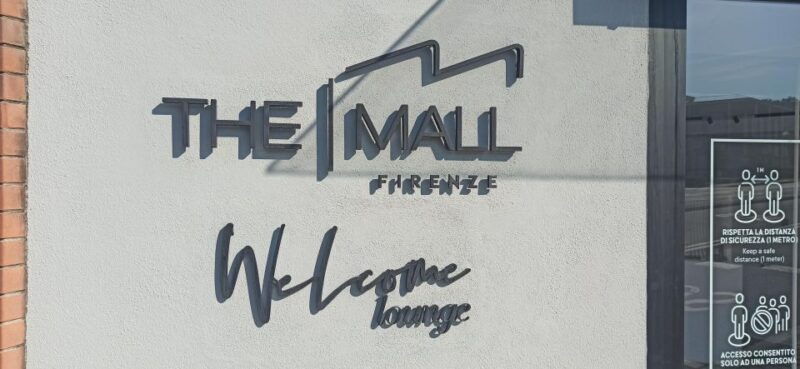 THE | MALL
FIRENZE
Welcome
lounge
1 M
RISPETTA LA DISTANZA
DI SICUREZZA (1 METRO)
Keep a safe
distance (1 meter)
ACCESSO CONSENTITO
SOLO AD UNA PERSONA